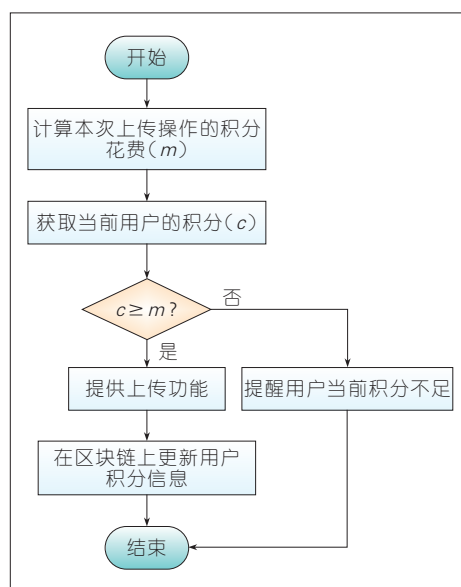 开始
计算本次上传操作的积分
花费(m)
获取当前用户的积分(c)
c≥m?
否
是
提供上传功能
提醒用户当前积分不足
在区块链上更新用户
积分信息
结束